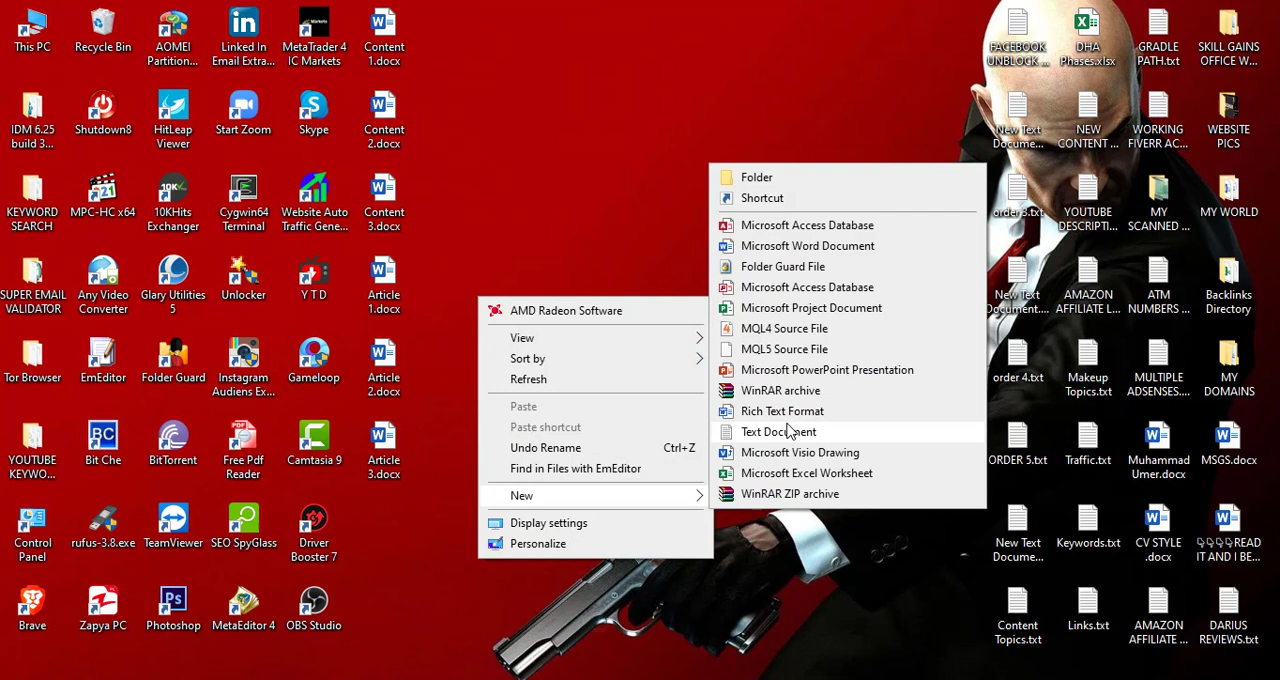 This PC
Recycle Bin
AOMEI
Partition...
Linked In
Email Extra...
MetaTrader 4
IC Markets
Content
1.docx
IDM 6.25
build 3...
Shutdown8
HitLeap
Viewer
Start Zoom
Skype
Content
2.docx
KEYWORD
SEARCH
MPC-HC x64
10KHits
Exchanger
Cygwin64
Terminal
Website Auto
Traffic Gene...
Content
3.docx
SUPER EMAIL
VALIDATOR
Any Video
Converter
Glary Utilities
5
Unlocker
Y T D
Article
1.docx
Tor Browser
EmEditor
Folder Guard
Instagram
Audiens Ex...
Gameloop
Article
2.docx
YOUTUBE
KEYWO...
Bit Che
BitTorrent
Free Pdf
Reader
Camtasia 9
Article
3.docx
Control
Panel
rufus-3.8.exe
TeamViewer
SEO SpyGlass
Driver
Booster 7
Brave
Zapya PC
Photoshop
MetaEditor 4
OBS Studio
AMD Radeon Software
View
Sort by
Refresh
Paste
Paste shortcut
Undo Rename Ctrl+Z
Find in Files with EmEditor
New
Display settings
Personalize
Folder
Shortcut
Microsoft Access Database
Microsoft Word Document
Folder Guard File
Microsoft Access Database
Microsoft Project Document
MQL4 Source File
MQL5 Source File
Microsoft PowerPoint Presentation
WinRAR archive
Rich Text Format
Text Document
Microsoft Visio Drawing
Microsoft Excel Worksheet
WinRAR ZIP archive
FACEBOOK
UNBLOCK ...
DHA
Phases.xlsx
GRADLE
PATH.txt
SKILL GAINS
OFFICE W...
New Text
Docume...
NEW
CONTENT ...
WORKING
FIVERR AC...
WEBSITE
PICS
order 3.txt
YOUTUBE
DESCRIPTI...
MY
SCANNED ...
MY WORLD
New Text
Document....
AMAZON
AFFILIATE L...
ATM
NUMBERS ...
Backlinks
Directory
order 4.txt
Makeup
Topics.txt
MULTIPLE
ADSENSES...
MY
DOMAINS
ORDER 5.txt
Traffic.txt
Muhammad
Umer.docx
MSGS.docx
New Text
Docume...
Keywords.txt
CV STYLE
.docx
👇👇👇👇READ
IT AND I BE...
Content
Topics.txt
Links.txt
AMAZON
AFFILIATE ...
DARIUS
REVIEWS.txt